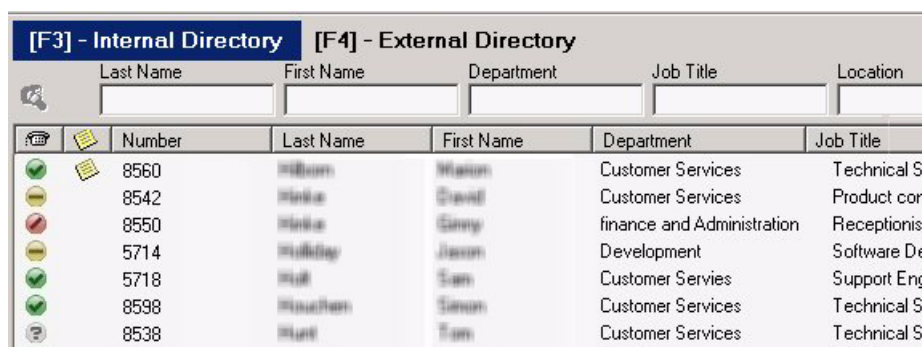 [F3] - Internal Directory [F4] - External Directory
Last Name First Name Department Job Title Location
Number Last Name First Name Department Job Title
8560 Customer Services Technical S
8542 Customer Services Product con
8550 finance and Administration Receptionis
5714 Development Software De
5718 Customer Servies Support Eng
8598 Customer Services Technical S
8538 Customer Services Technical S